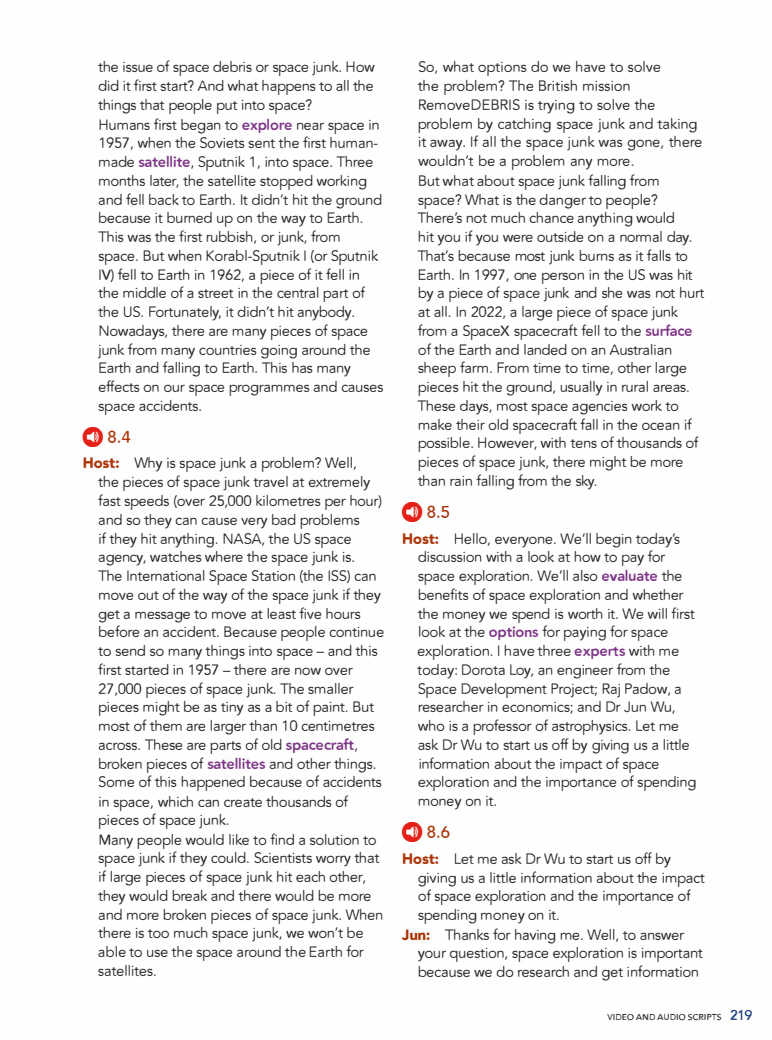 the issue of space debris or space junk. How
did it first start? And what happens to all the
things that people put into space?
Humans first began to explore near space in
1957, when the Soviets sent the first human-
made satellite, Sputnik 1, into space. Three
months later, the satellite stopped working
and fell back to Earth. It didn't hit the ground
because it burned up on the way to Earth.
This was the first rubbish, or junk, from
space. But when Korabl-Sputnik I (or Sputnik
IV) fell to Earth in 1962, a piece of it fell in
the middle of a street in the central part of
the US. Fortunately, it didn't hit anybody.
Nowadays, there are many pieces of space
junk from many countries going around the
Earth and falling to Earth. This has many
effects on our space programmes and causes
space accidents.
8.4
Host: Why is space junk a problem? Well,
the pieces of space junk travel at extremely
fast speeds (over 25,000 kilometres per hour)
and so they can cause very bad problems
if they hit anything. NASA, the US space
agency, watches where the space junk is.
The International Space Station (the ISS) can
move out of the way of the space junk if they
get a message to move at least five hours
before an accident. Because people continue
to send so many things into space – and this
first started in 1957 – there are now over
27,000 pieces of space junk. The smaller
pieces might be as tiny as a bit of paint. But
most of them are larger than 10 centimetres
across. These are parts of old spacecraft,
broken pieces of satellites and other things.
Some of this happened because of accidents
in space, which can create thousands of
pieces of space junk.
Many people would like to find a solution to
space junk if they could. Scientists worry that
if large pieces of space junk hit each other,
they would break and there would be more
and more broken pieces of space junk. When
there is too much space junk, we won't be
able to use the space around the Earth for
satellites.
So, what options do we have to solve
the problem? The British mission
RemoveDEBRIS is trying to solve the
problem by catching space junk and taking
it away. If all the space junk was gone, there
wouldn't be a problem any more.
But what about space junk falling from
space? What is the danger to people?
There's not much chance anything would
hit you if you were outside on a normal day.
That's because most junk burns as it falls to
Earth. In 1997, one person in the US was hit
by a piece of space junk and she was not hurt
at all. In 2022, a large piece of space junk
from a SpaceX spacecraft fell to the surface
of the Earth and landed on an Australian
sheep farm. From time to time, other large
pieces hit the ground, usually in rural areas.
These days, most space agencies work to
make their old spacecraft fall in the ocean if
possible. However, with tens of thousands of
pieces of space junk, there might be more
than rain falling from the sky.
8.5
Host: Hello, everyone. We'll begin today's
discussion with a look at how to pay for
space exploration. We'll also evaluate the
benefits of space exploration and whether
the money we spend is worth it. We will first
look at the options for paying for space
exploration. I have three experts with me
today: Dorota Loy, an engineer from the
Space Development Project; Raj Padow, a
researcher in economics; and Dr Jun Wu,
who is a professor of astrophysics. Let me
ask Dr Wu to start us off by giving us a little
information about the impact of space
exploration and the importance of spending
money on it.
8.6
Host: Let me ask Dr Wu to start us off by
giving us a little information about the impact
of space exploration and the importance of
spending money on it.
Jun: Thanks for having me. Well, to answer
your question, space exploration is important
because we do research and get information
VIDEO AND AUDIO SCRIPTS 219